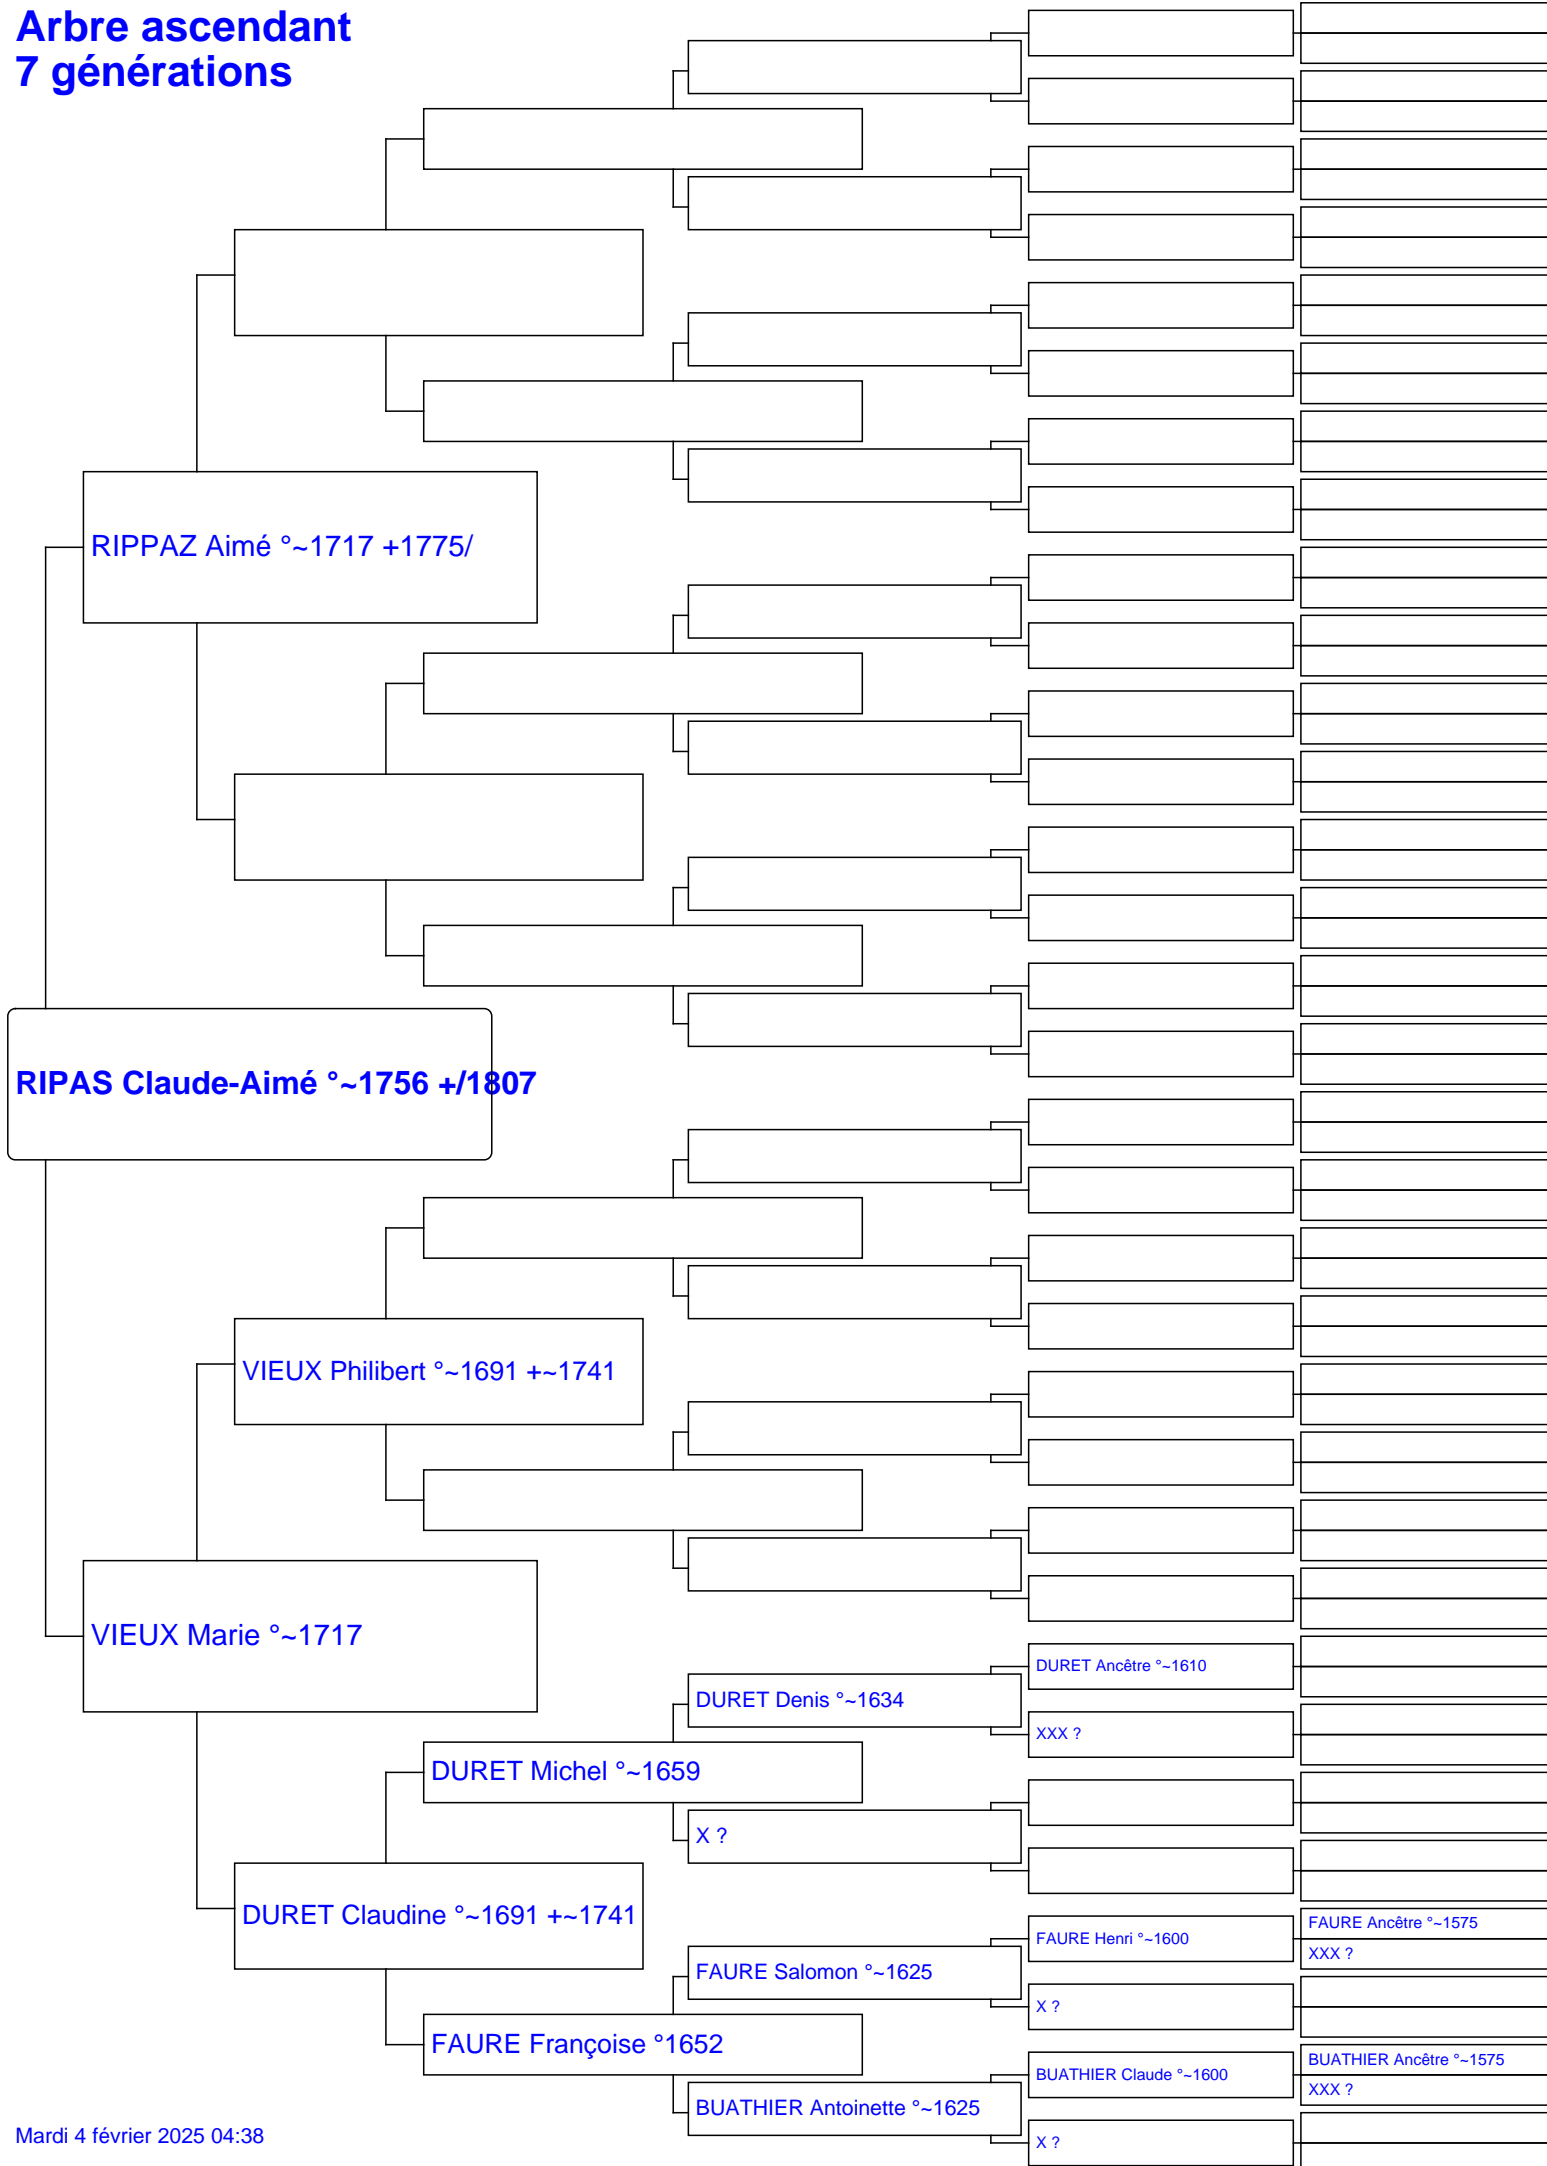 Arbre ascendant
7 générations
RIPPAZ Aimé °~1717 +1775/
RIPAS Claude-Aimé °~1756 +/1807
VIEUX Philibert °~1691 +~1741
VIEUX Marie °~1717
DURET Ancêtre °~1610
DURET Denis °~1634
XXX ?
DURET Michel °~1659
X ?
DURET Claudine °~1691 +~1741
FAURE Ancêtre °~1575
FAURE Henri °~1600
XXX ?
FAURE Salomon °~1625
X ?
FAURE Françoise °1652
BUATHIER Ancêtre °~1575
BUATHIER Claude °~1600
XXX ?
BUATHIER Antoinette °~1625
X ?
Mardi 4 février 2025 04:38